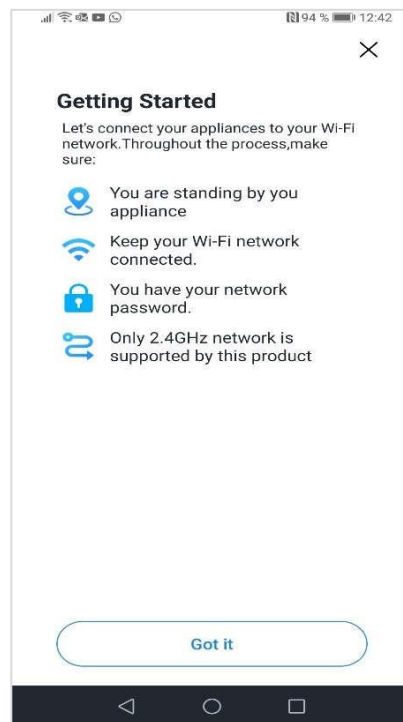 94 % 12:42
Getting Started
Let's connect your appliances to your Wi-Fi
network.Throughout the process,make
sure:
You are standing by you
appliance
Keep your Wi-Fi network
connected.
You have your network
password.
Only 2.4GHz network is
supported by this product
Got it